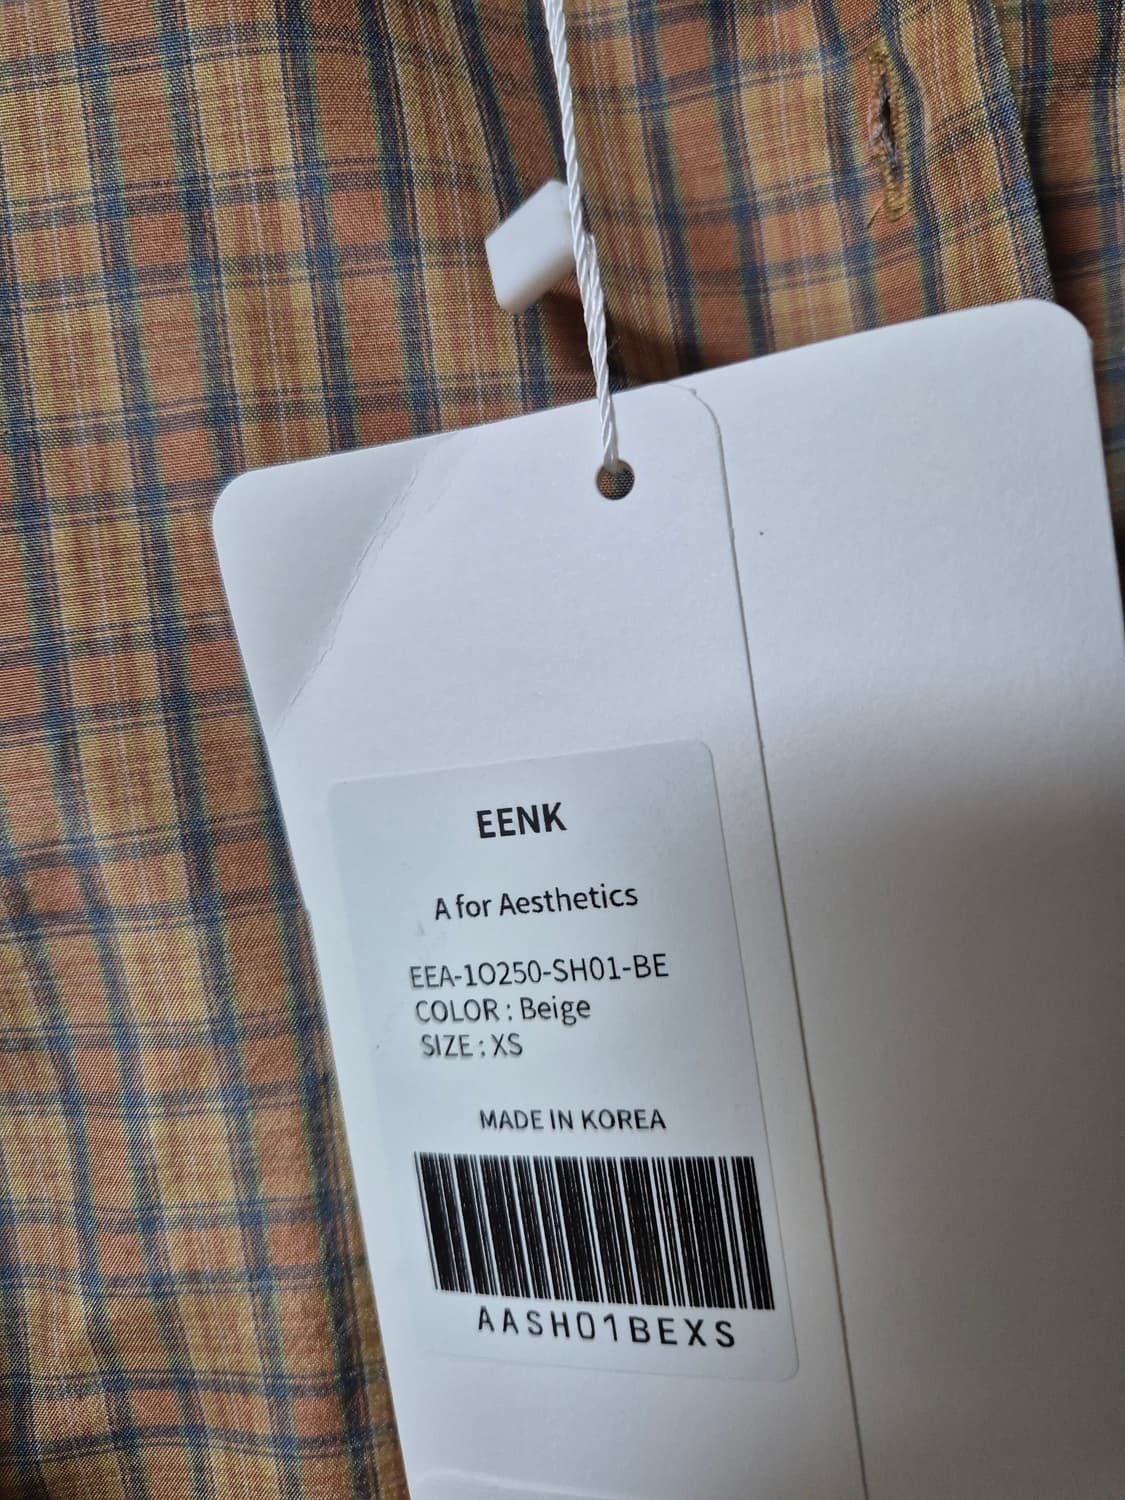 EENK
A for Aesthetics
EEA-1O250-SH01-BE
COLOR : Beige
SIZE : XS
MADE IN KOREA
AASH01BEXS